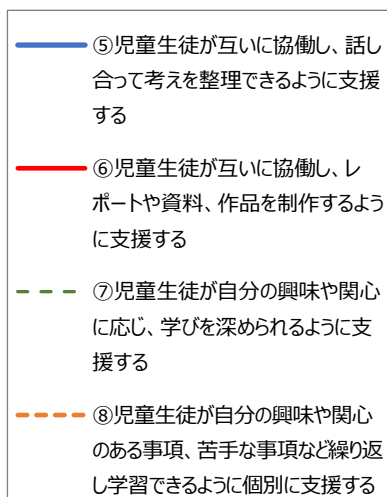 ⑤児童生徒が互いに協働し、話し
合って考えを整理できるように支援
する
⑥児童生徒が互いに協働し、レ
ポートや資料、作品を制作するよう
に支援する
⑦児童生徒が自分の興味や関心
に応じ、学びを深められるように支
援する
⑧児童生徒が自分の興味や関心
のある事項、苦手な事項など繰り返
し学習できるように個別に支援する